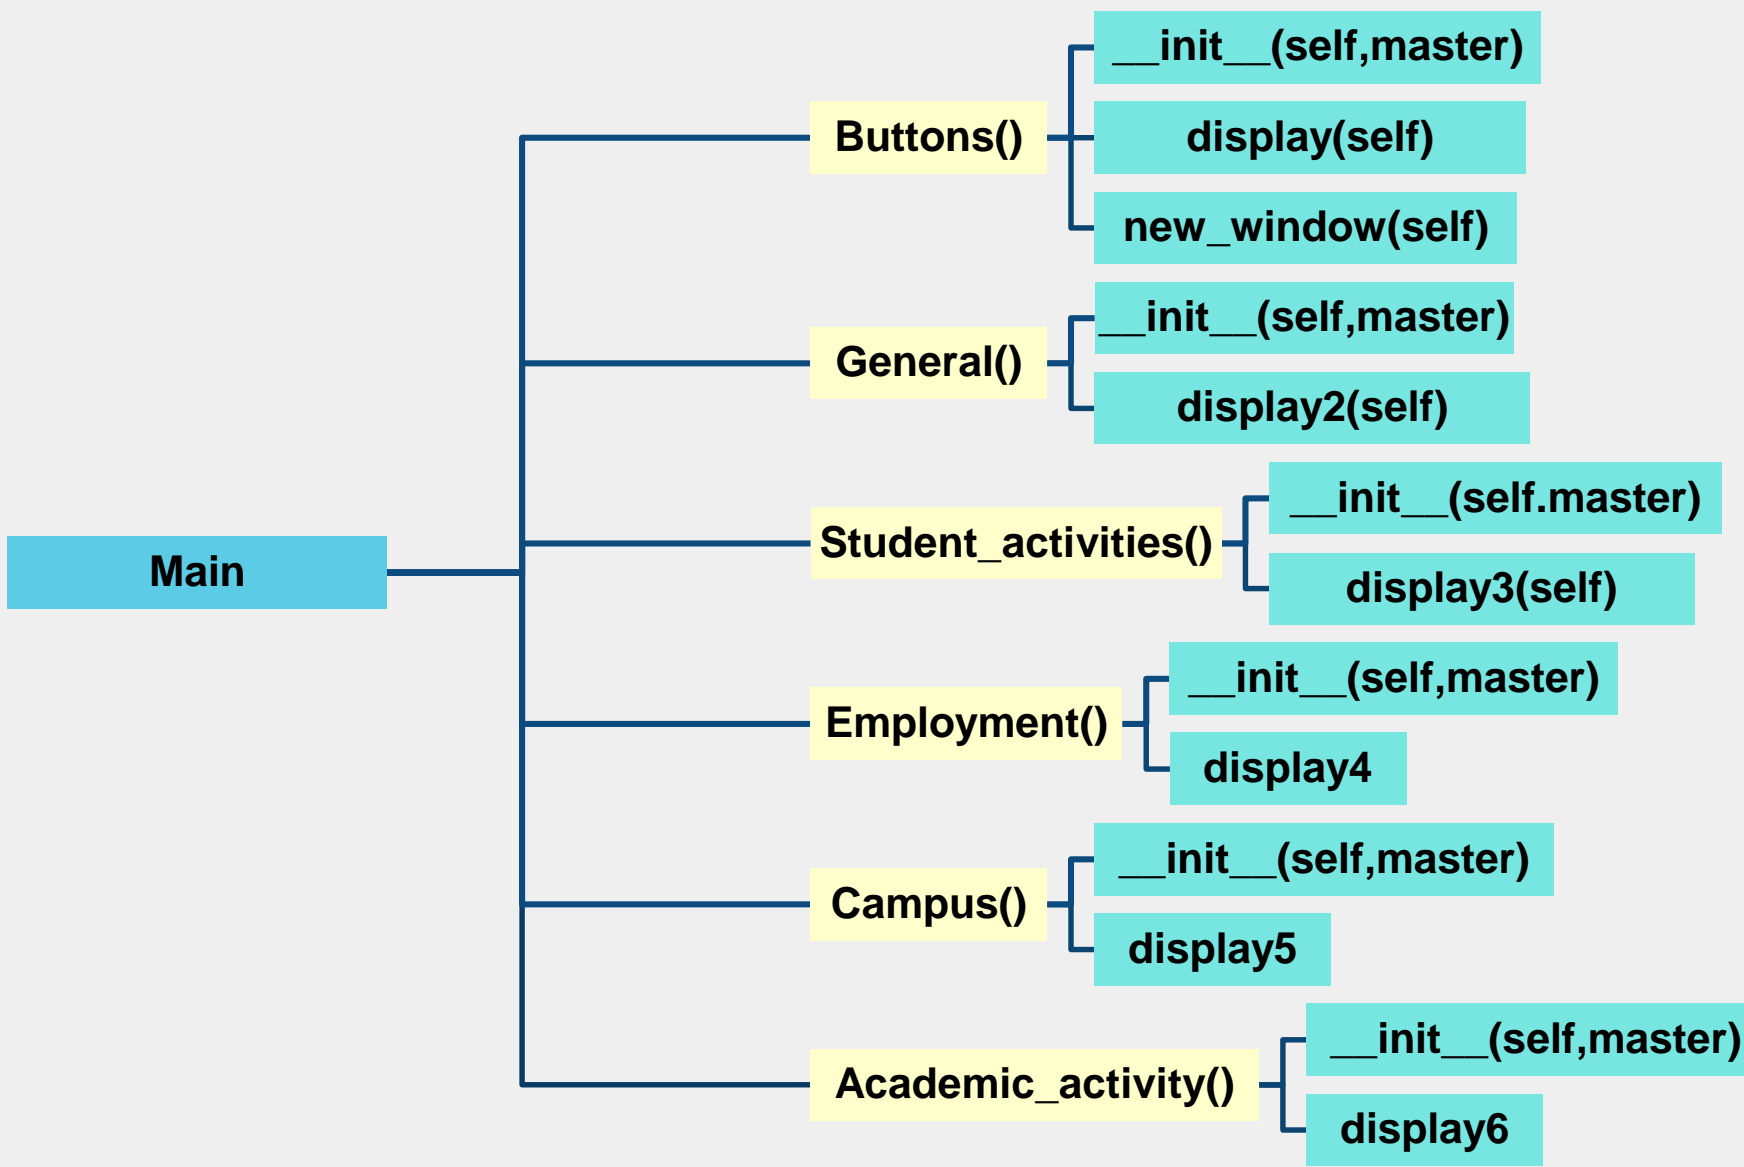 __init__(self,master)
Buttons()
display(self)
new_window(self)
__init__(self,master)
General()
display2(self)
__init__(self.master)
Student_activities()
display3(self)
Main
__init__(self,master)
Employment()
display4
__init__(self,master)
Campus()
display5
__init__(self,master)
Academic_activity()
display6